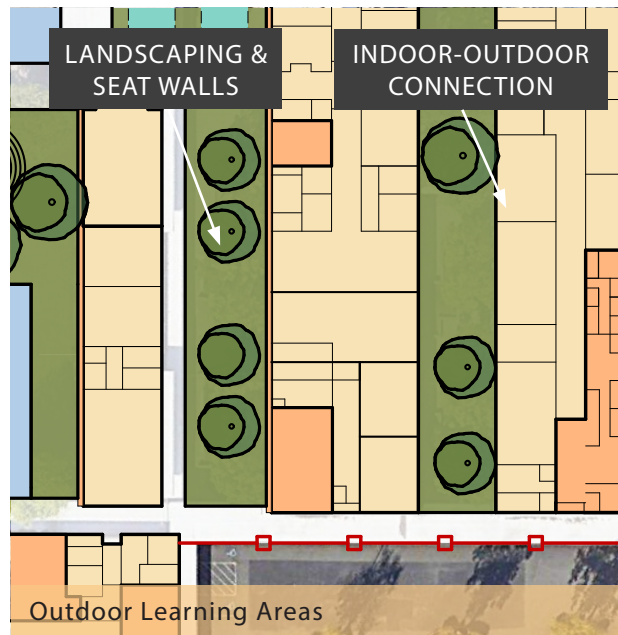 LANDSCAPING &
SEAT WALLS
INDOOR-OUTDOOR
CONNECTION
Outdoor Learning Areas